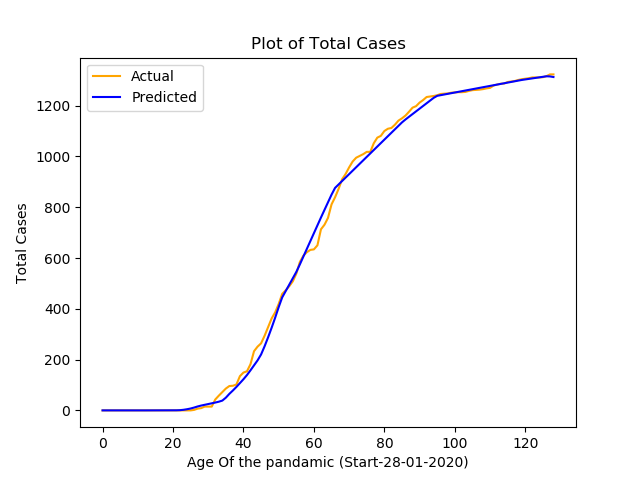 Plot of Total Cases
Actual
Predicted
1200
1000
800
600
400
200
0
Total Cases
0 20 40 60 80 100 120
Age Of the pandamic (Start-28-01-2020)